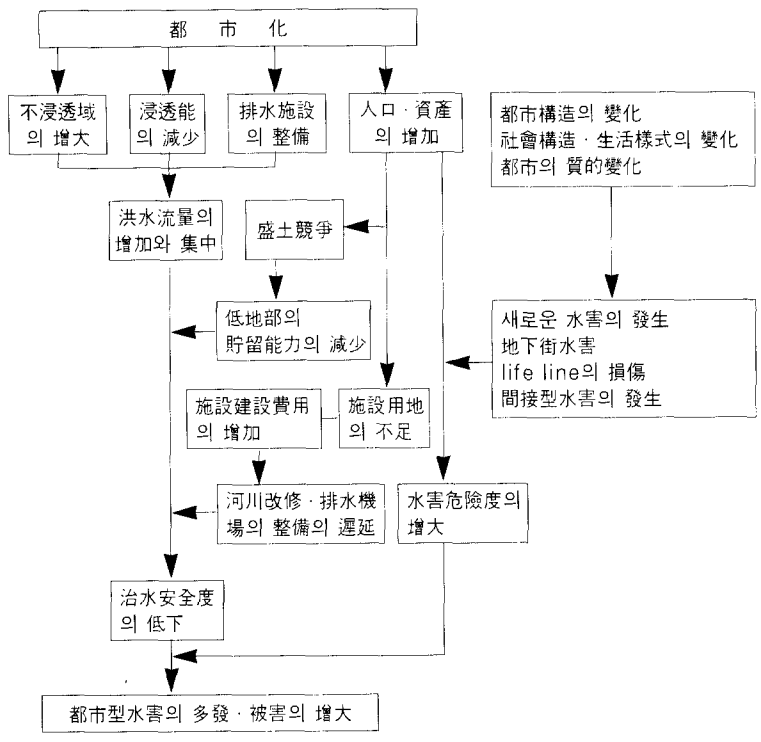 都 市 化
不浸透域
의 增大
浸透能
의 減少
排水施設
의 整備
人口·資產
의 增加
都市構造의 變化
社會構造·生活樣式의 變化
都市의 質的變化
洪水流量의
增加와 集中
盛土競爭
低地部의
貯留能力의 減少
새로운 水害의 發生
地下街水害
life line의 損傷
間接型水害의 發生
施設建設費用
의 增加
施設用地
의 不足
河川改修·排水機
場의 整備의 遲延
水害危險度의
增大
治水安全度
의 低下
都市型水害의 多發·被害의 增大